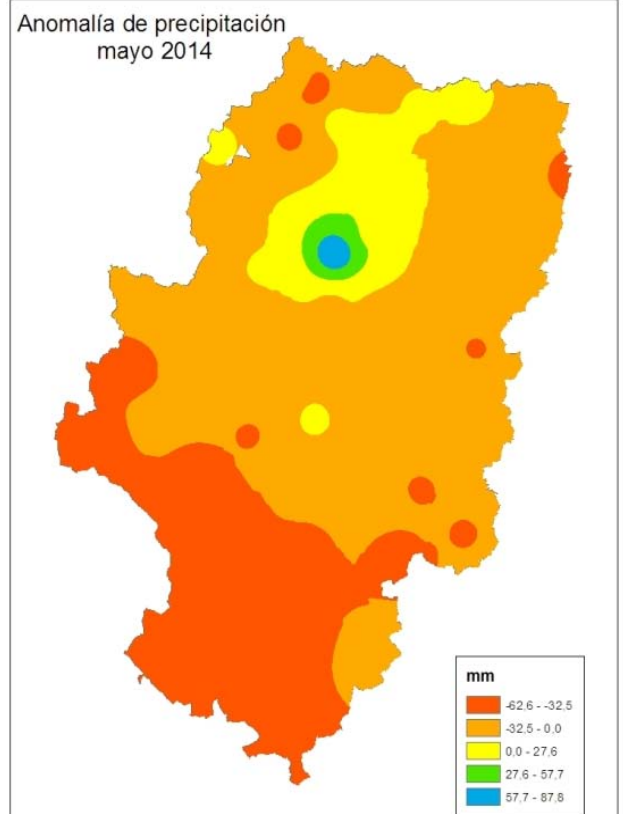 Anomalía de precipitación
mayo 2014
mm
-62,6 - -32,5
-32,5 - 0,0
0,0 - 27,6
27,6 - 57,7
57,7 - 87,8